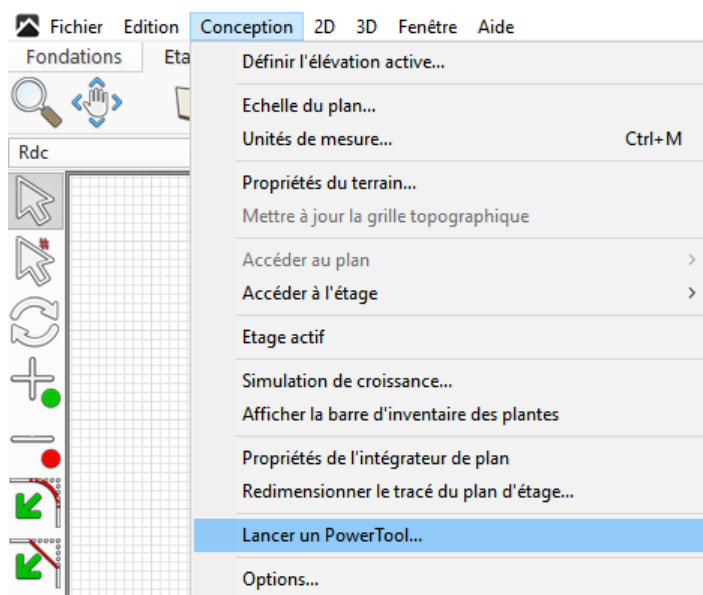 Fichier Edition Conception 2D 3D Fenêtre Aide
Fondations Eta
Définir l'élévation active...
Echelle du plan...
Unités de mesure... Ctrl+M
Rdc
Propriétés du terrain...
Mettre à jour la grille topographique
Accéder au plan
Accéder à l'étage
Etage actif
Simulation de croissance...
Afficher la barre d'inventaire des plantes
Propriétés de l'intégrateur de plan
Redimensionner le tracé du plan d'étage...
Lancer un PowerTool...
Options...